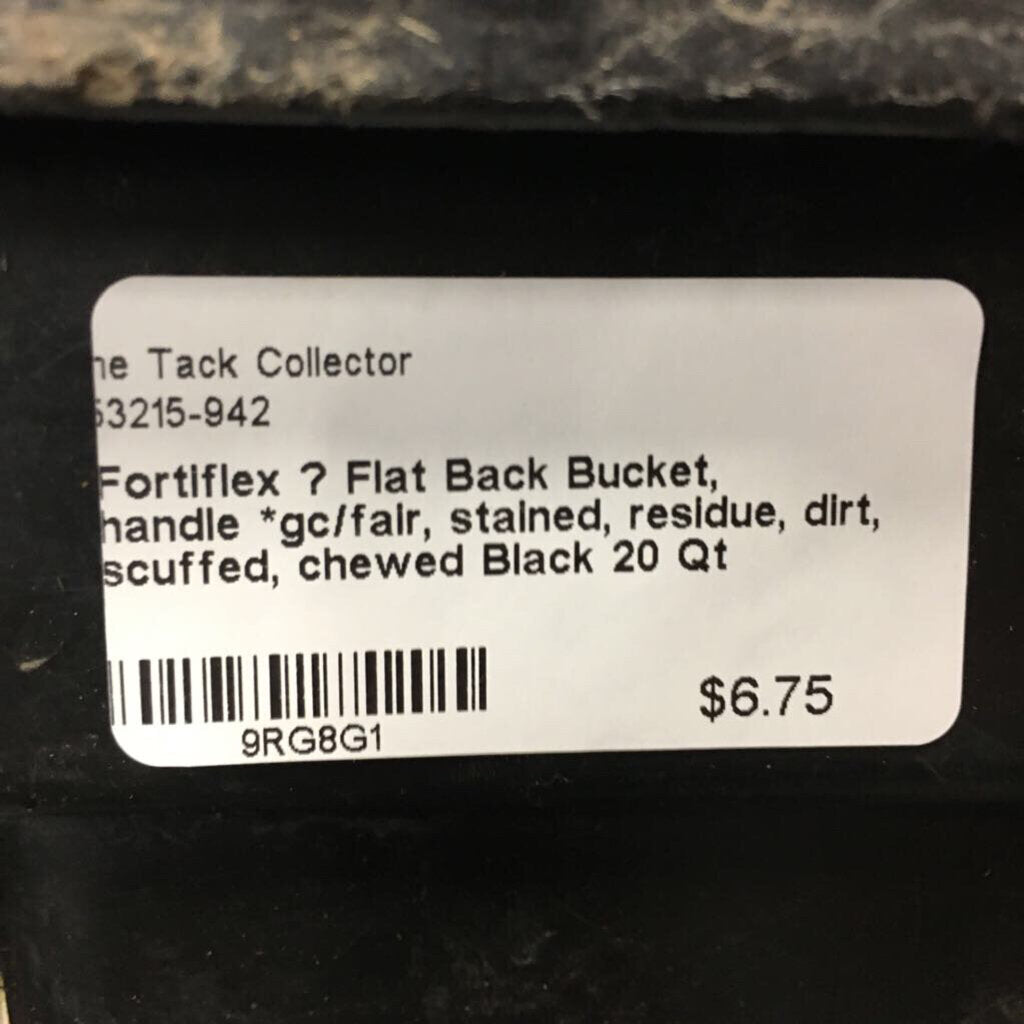 he Tack Collector
53215-942
Fortiflex ? Flat Back Bucket,
handle *gc/fair, stained, residue, dirt,
scuffed, chewed Black 20 Qt
9RG8G1
$6.75